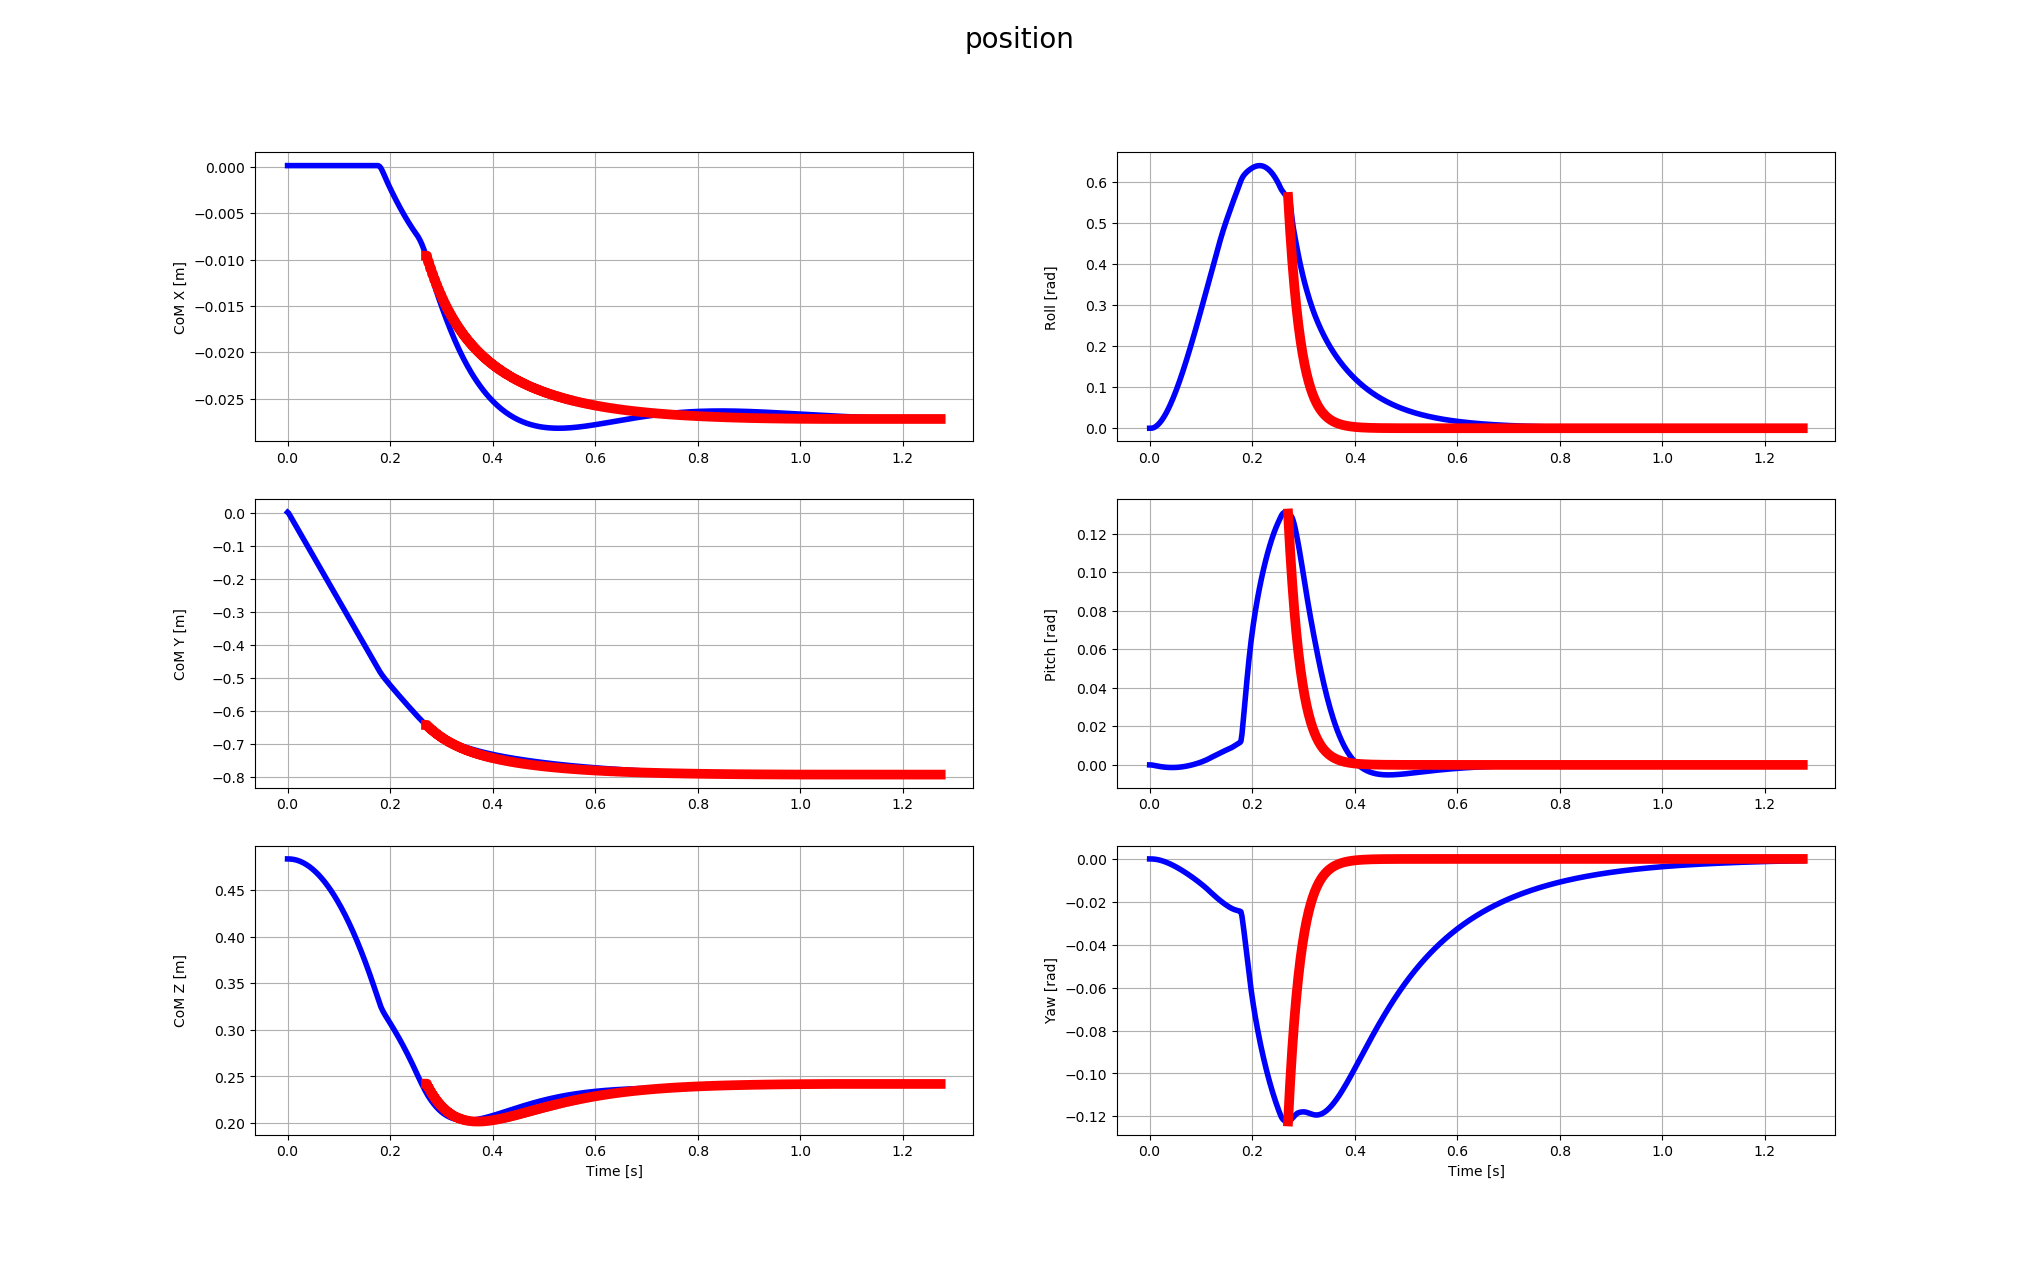 position
0.000
−0.005
−0.010
−0.015
−0.020
−0.025
CoM X [m]
0.0 0.2 0.4 0.6 0.8 1.0 1.2
0.6
0.5
0.4
0.3
0.2
0.1
0.0
Roll [rad]
0.0 0.2 0.4 0.6 0.8 1.0 1.2
0.0
−0.1
−0.2
−0.3
−0.4
−0.5
−0.6
−0.7
−0.8
CoM Y [m]
0.0 0.2 0.4 0.6 0.8 1.0 1.2
0.12
0.10
0.08
0.06
0.04
0.02
0.00
Pitch [rad]
0.0 0.2 0.4 0.6 0.8 1.0 1.2
0.45
0.40
0.35
0.30
0.25
0.20
CoM Z [m]
0.0 0.2 0.4 0.6 0.8 1.0 1.2
Time [s]
0.00
−0.02
−0.04
−0.06
−0.08
−0.10
−0.12
Yaw [rad]
0.0 0.2 0.4 0.6 0.8 1.0 1.2
Time [s]